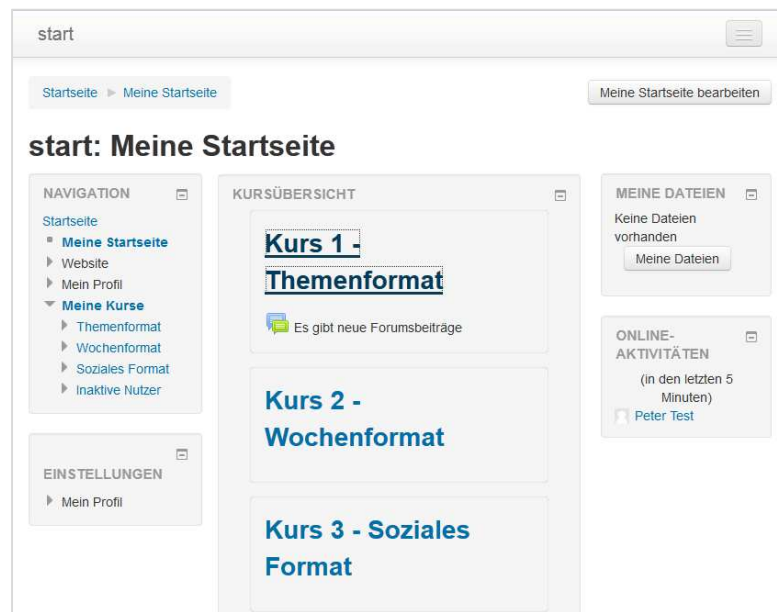 start
Startseite Meine Startseite
Meine Startseite bearbeiten
start: Meine Startseite
NAVIGATION
Startseite
Meine Startseite
Website
Mein Profil
Meine Kurse
Themenformat
Wochenformat
Soziales Format
Inaktive Nutzer
EINSTELLUNGEN
Mein Profil
KURSÜBERSICHT
Kurs 1 -
Themenformat
Es gibt neue Forumsbeiträge
Kurs 2 -
Wochenformat
Kurs 3 - Soziales
Format
MEINE DATEIEN
Keine Dateien
vorhanden
Meine Dateien
ONLINE-
AKTIVITÄTEN
(in den letzten 5
Minuten)
Peter Test